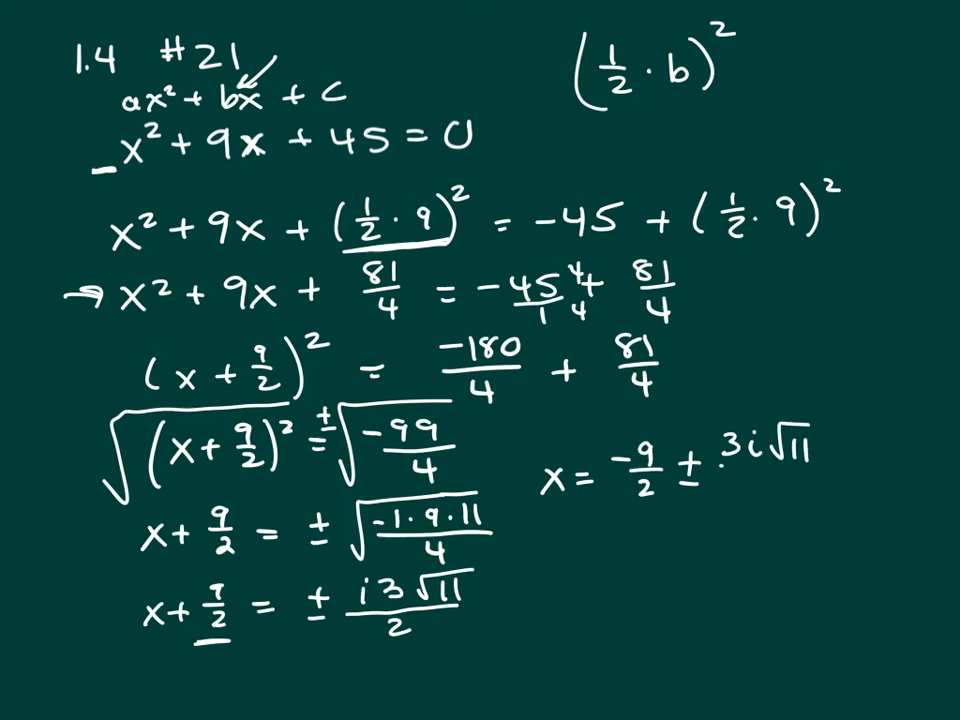 1.4 #21
(1/2 · b)²
ax² + bx + c
x² + 9x + 45 = 0
x² + 9x + (1/2 · 9)² = -45 + (1/2 · 9)²
x² + 9x + 81/4 = -45/1 4/4 + 81/4
(x + 9/2)² = -180/4 + 81/4
√(x + 9/2)² = ±√-99/4
x = -9/2 ± 3i√11
x + 9/2 = ± √-1·9·11/4
x + 9/2 = ± i3√11/2